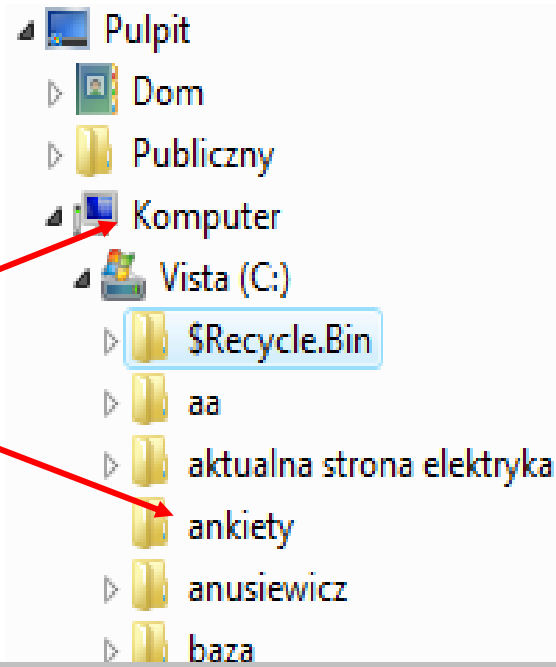 Pulpit
Dom
Publiczny
Komputer
Vista (C:)
$Recycle.Bin
aa
aktualna strona elektryka
ankiety
anusiewicz
baza